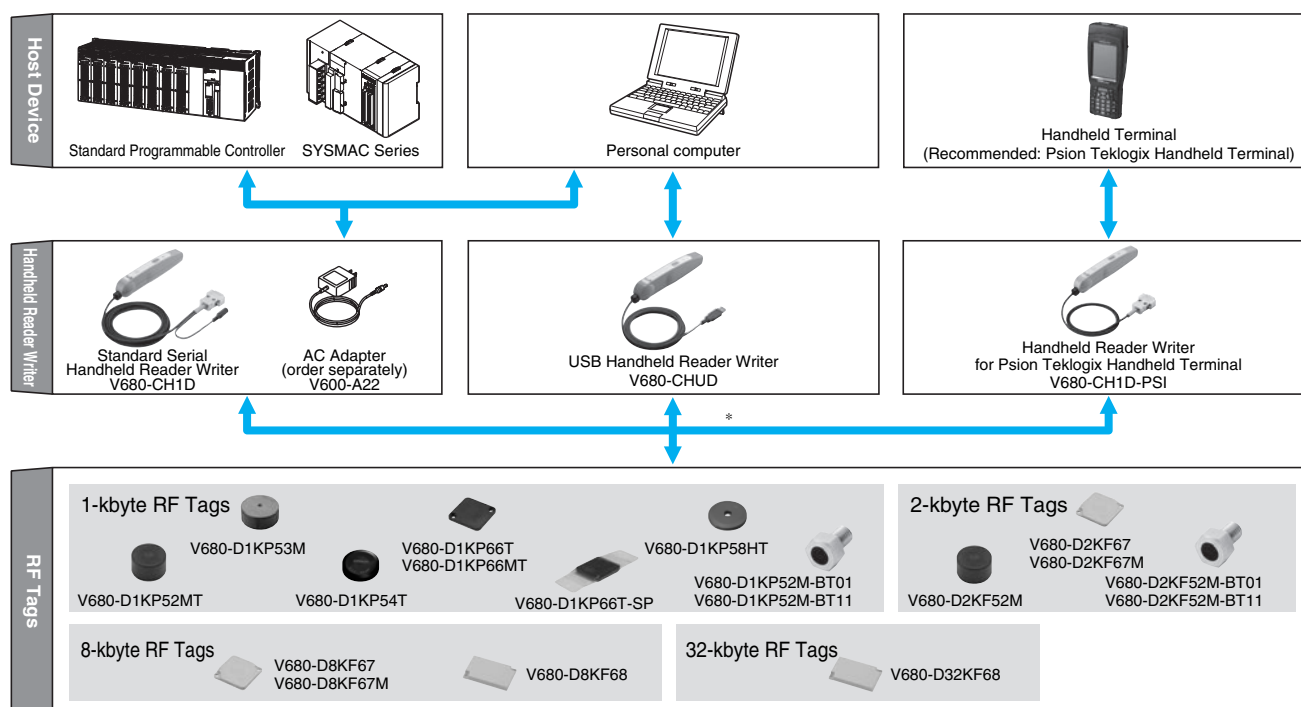 Host Device
Standard Programmable Controller
SYSMAC Series
Personal computer
Handheld Terminal
(Recommended: Psion Teklogix Handheld Terminal)
Handheld Reader Writer
Standard Serial
Handheld Reader Writer
V680-CH1D
AC Adapter
(order separately)
V600-A22
USB Handheld Reader Writer
V680-CHUD
Handheld Reader Writer
for Psion Teklogix Handheld Terminal
V680-CH1D-PSI
*
RF Tags
1-kbyte RF Tags
V680-D1KP53M
V680-D1KP66T
V680-D1KP66MT
V680-D1KP58HT
V680-D1KP52MT
V680-D1KP54T
V680-D1KP66T-SP
V680-D1KP52M-BT01
V680-D1KP52M-BT11
2-kbyte RF Tags
V680-D2KF67
V680-D2KF67M
V680-D2KF52M
V680-D2KF52M-BT01
V680-D2KF52M-BT11
8-kbyte RF Tags
V680-D8KF67
V680-D8KF67M
V680-D8KF68
32-kbyte RF Tags
V680-D32KF68